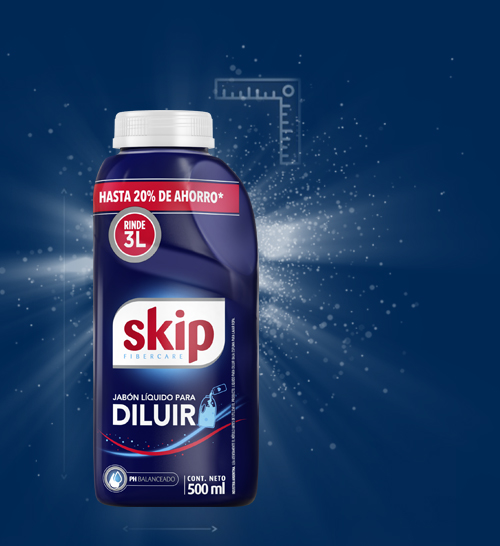 HASTA 20% DE AHORRO*
RINDE
3L
skip
FIBERCARE
JABÓN LÍQUIDO PARA
DILUIR
PH BALANCEADO
CONT. NETO
500 ml